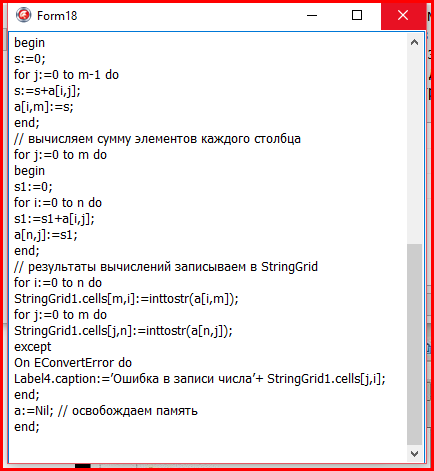 Form18
begin
s:=0;
for j:=0 to m-1 do
s:=s+a[i,j];
a[i,m]:=s;
end;
// вычисляем сумму элементов каждого столбца
for j:=0 to m do
begin
s1:=0;
for i:=0 to n do
s1:=s1+a[i,j];
a[n,j]:=s1;
end;
// результаты вычислений записываем в StringGrid
for i:=0 to n do
StringGrid1.cells[m,i]:=inttostr(a[i,m]);
for j:=0 to m do
StringGrid1.cells[j,n]:=inttostr(a[n,j]);
except
On EConvertError do
Label4.caption:=’Ошибка в записи числа’+ StringGrid1.cells[j,i];
end;
a:=Nil; // освобождаем память
end;